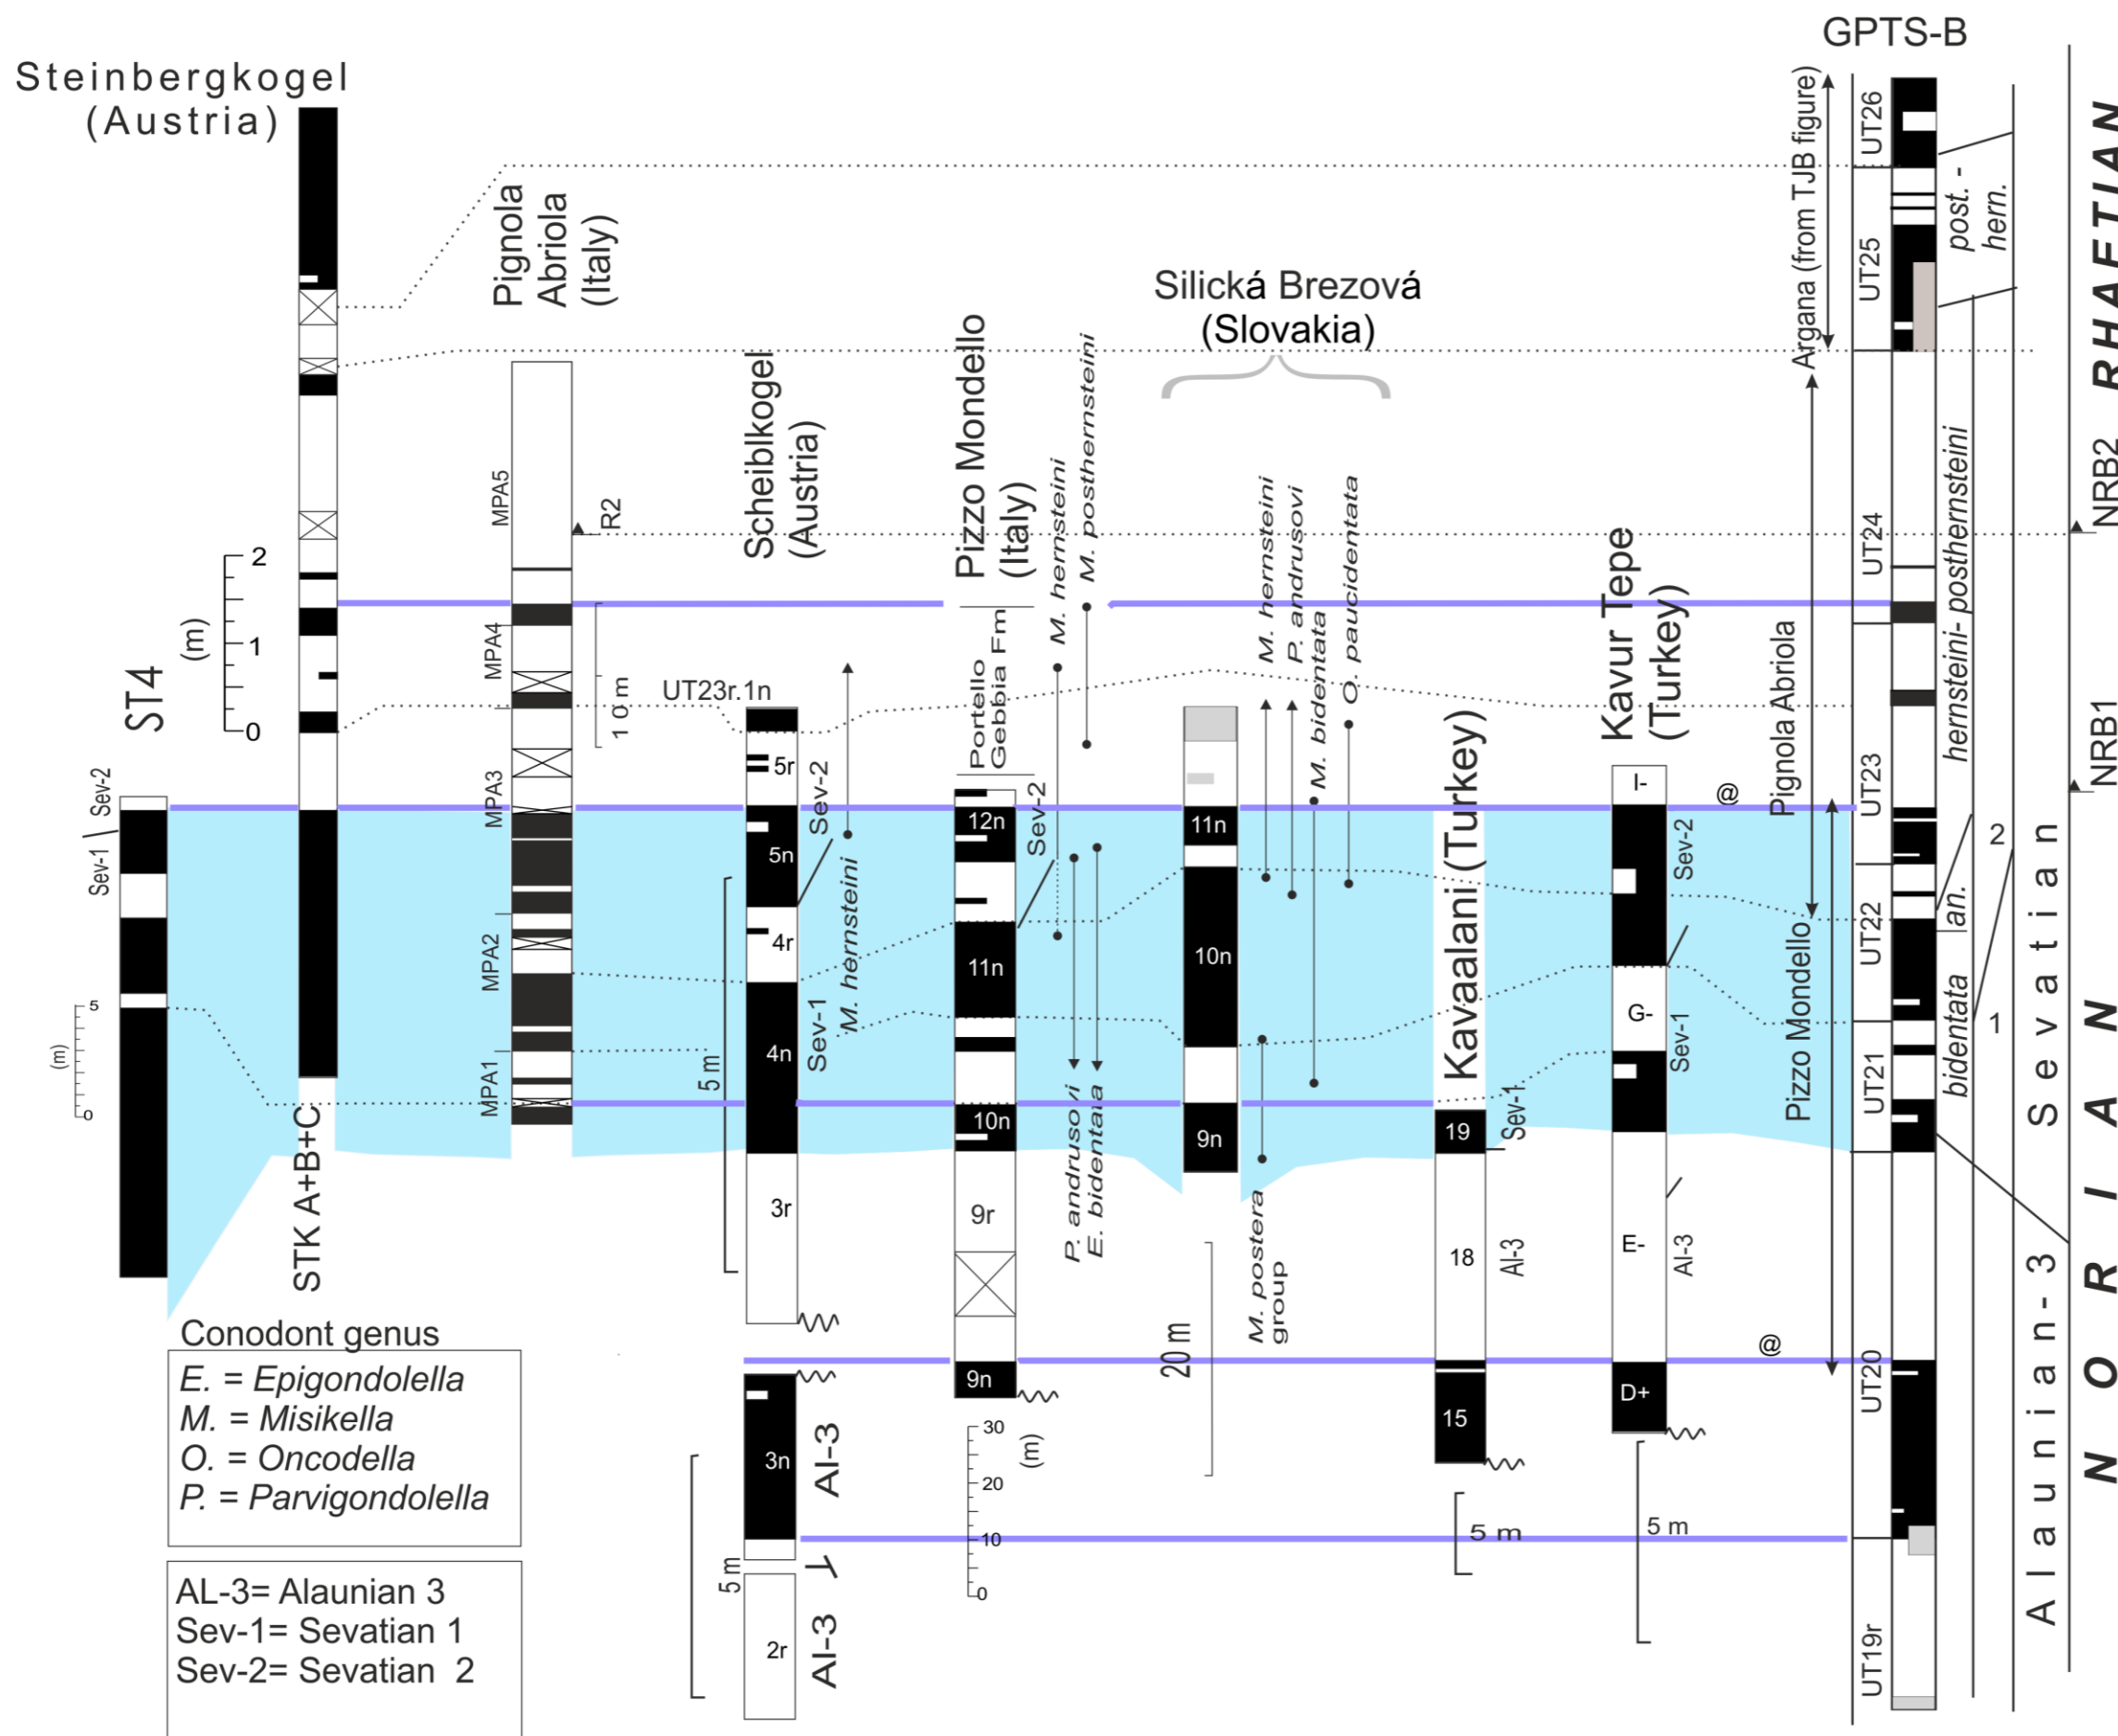 GPTS-B
Steinbergkogel
(Austria)
Pignola
Abriola
(Italy)
Scheiblkogel
(Austria)
Pizzo Mondello
(Italy)
Silická Brezová
(Slovakia)
Kavaalani (Turkey)
Kavur Tepe
(Turkey)
Argana (from TJB figure)
Pignola Abriola
Pizzo Mondello
UT26
UT25
UT24
UT23
UT22
UT21
UT20
UT19r
post. -
hern.
hernsteini- posthernsteini
an.
bidentata
2
1
Sevatian
Alaunian-3
RHAETIAN
NORIAN
NRB2
NRB1
ST4
Sev-2
Sev-1
5
(m)
0
2
(m)
1
0
STK A+B+C
MPA5
MPA4
MPA3
MPA2
MPA1
R2
10 m
UT23r.1n
5r
5n
4r
4n
3r
3n
2r
Sev-2
Sev-1
Al-3
Al-3
5 m
5 m
M. hernsteini
Portello
Gebbia Fm
12n
11n
10n
9r
9n
Sev-2
30
20
10
0
(m)
M. hernsteini
M. posthernsteini
P. andrusovi
E. bidentata
11n
10n
9n
20 m
M. hernsteini
P. andrusovi
M. bidentata
O. paucidentata
M. postera
group
19
18
15
Sev-1
Al-3
5 m
I-
G-
E-
D+
Sev-2
Sev-1
Al-3
5 m
@
@
Conodont genus
E. = Epigondolella
M. = Misikella
O. = Oncodella
P. = Parvigondolella
AL-3= Alaunian 3
Sev-1= Sevatian 1
Sev-2= Sevatian 2